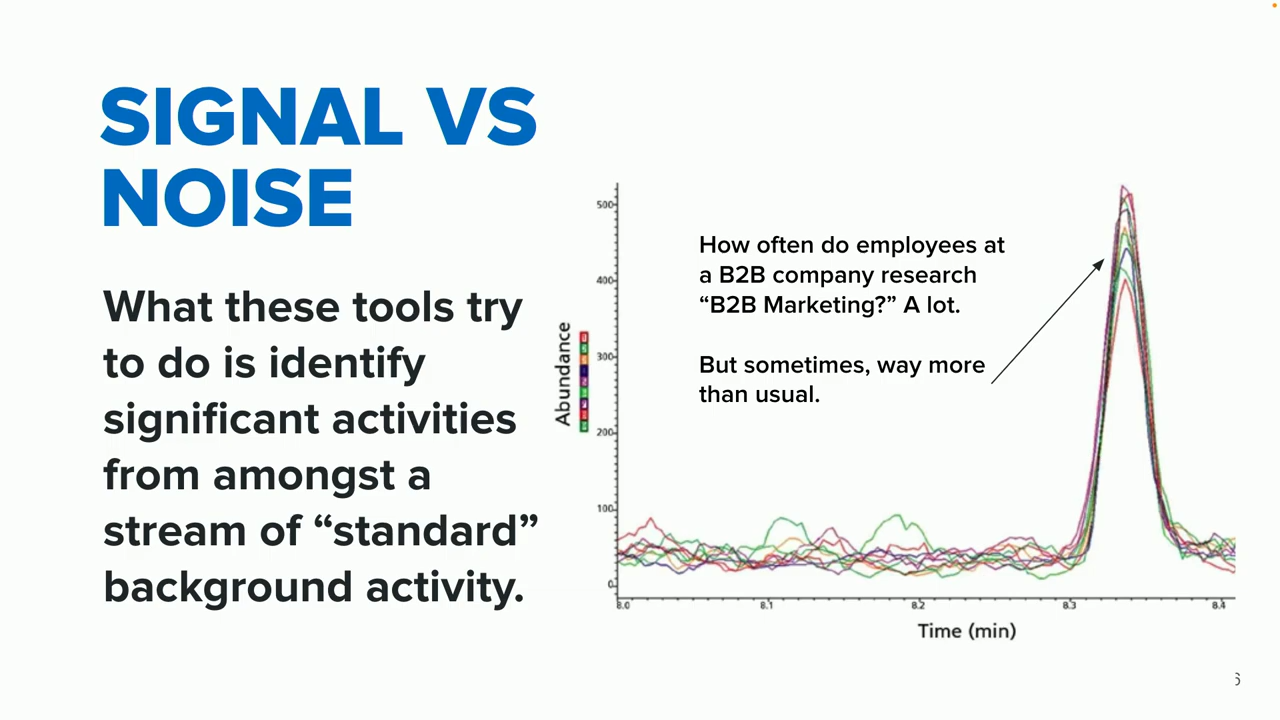 SIGNAL VS
NOISE
What these tools try
to do is identify
significant activities
from amongst a
stream of “standard”
background activity.
How often do employees at
a B2B company research
“B2B Marketing?” A lot.
But sometimes, way more
than usual.
Abundance
500
400
300
200
100
0
8.0
8.1
8.2
8.3
8.4
Time (min)
6